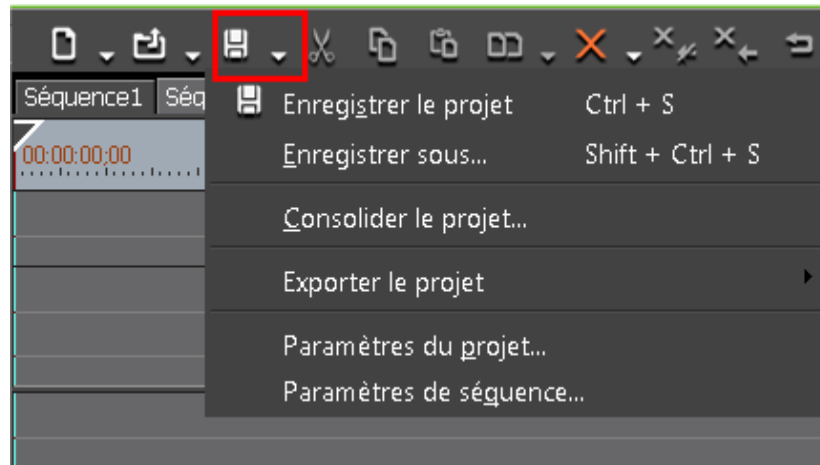 Séquence1 Séq
Enregistrer le projet Ctrl + S
00:00:00;00
Enregistrer sous... Shift + Ctrl + S
Consolider le projet...
Exporter le projet
Paramètres du projet...
Paramètres de séquence...